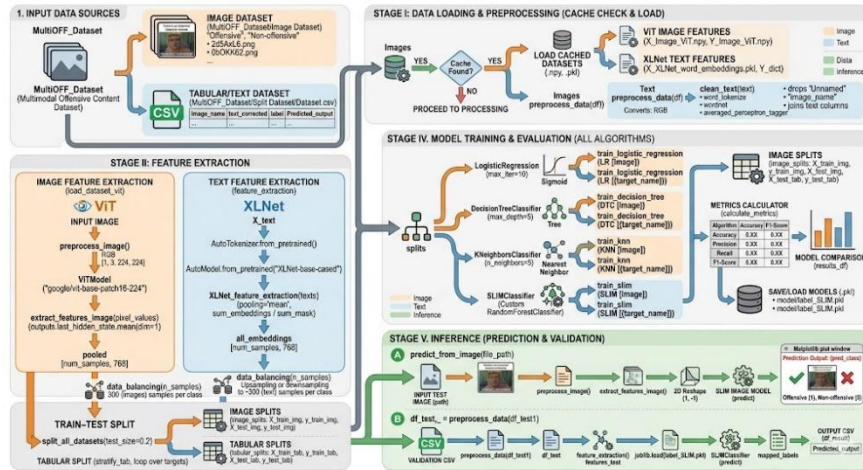 1. INPUT DATA SOURCES
MultiOFF_Dataset
MultiOFF_Dataset
(Multimodal Offensive Content
Dataset)
IMAGE DATASET
(MultiOFF_Dataset/Image Dataset)
"Offensive", "Non-offensive"
• 2d5AxL6.png
• 0bOKK62.png
...
CSV
TABULAR/TEXT DATASET
(MultiOFF_Dataset/Split Dataset/Dataset.csv)
image_name text_corrected label Predicted_output
STAGE I: DATA LOADING & PREPROCESSING (CACHE CHECK & LOAD)
Images
YES
Cache
Found?
YES
NO
PROCEED TO PROCESSING
LOAD CACHED
DATASETS
(.npy, .pkl)
Images
preprocess_data(df))
ViT IMAGE FEATURES
(X_Image_ViT.npy, Y_Image_ViT.npy)
XLNet TEXT FEATURES
(X_XLNet_word_embeddings.pkl, Y_dict)
Text
preprocess_data(df)
Converts: RGB
clean_text(text)
• word_tokenize
• wordnet
• averaged_perceptron_tagger
• drops "Unnamed"
• "image_name"
• joins text columns
Image
Text
Dista
Inference
STAGE II: FEATURE EXTRACTION
IMAGE FEATURE EXTRACTION
(load_dataset_vit)
ViT
INPUT IMAGE
preprocess_image()
RGB
[1, 3, 224, 224]
ViTModel
("google/vit-base-patch16-224")
extract_features_image(pixel_values)
(outputs.last_hidden_state.mean(dim=1)
pooled
[num_samples, 768]
TEXT FEATURE EXTRACTION
(feature_extraction)
XLNet
X_text
AutoTokenizer.from_pretrained()
AutoModel.from_pretrained("XLNet-base-cased")
XLNet_feature_extraction(texts)
(pooling='mean',
sum_embeddings / sum_mask)
all_embeddings
[num_samples, 768]
data_balancing(n_samples)
300 (images) samples per class
data_balancing(n_samples)
Upsampling or downsampling
to ~300 (text) samples per class
TRAIN–TEST SPLIT
split_all_datasets(test_size=0.2)
IMAGE SPLITS
(image_splits: X_train_img, y_train_img,
X_test_img, y_test_img)
TABULAR SPLITS
(tabular_splits: X_train_tab, y_train_tab,
X_test_tab, y_test_tab)
TABULAR SPLIT (stratify_tab, loop over targets)
STAGE IV. MODEL TRAINING & EVALUATION (ALL ALGORITHMS)
splits
LogisticRegression
(max_iter=10)
Sigmoid
train_logistic_regression
(LR [image])
train_logistic_regression
(LR [{target_name}])
DecisionTreeClassifier
(max_depth=5)
Tree
train_decision_tree
(DTC [image])
train_decision_tree
(DTC [{target_name})
KNeighborsClassifier
(n_neighbors=5)
Nearest
Neighbor
train_knn
(KNN [image])
train_knn
(KNN [{target_name}])
SLIMClassifier
(Custom
RandomForestClassifier)
train_slim
(SLIM [image])
train_slim
(SLIM [{target_name})
Image
Text
Inference
IMAGE SPLITS
(image_splits: X_train_img,
y_train_img, X_test_img,
X_test_tab, y_test_tab)
METRICS CALCULATOR
(calculate_metrics)
Algorithm Accuracy F1-Score
Accuracy 0.XX 0.XX
Precision 0.XX 0.XX
Recall 0.XX 0.XX
F1-Score 0.XX 0.XX
MODEL COMPARISON
(results_df)
SAVE/LOAD MODELS (.pkl)
• model/label_SLIM.pkl
• model/label_SLIM.pkl
STAGE V. INFERENCE (PREDICTION & VALIDATION)
A predict_from_image(file_path)
INPUT TEST
IMAGE (path)
preprocess_image()
extract_features_image()
2D Reshape
(1, -1)
SLIM IMAGE MODEL
(predict)
Matplotlib plot window
Prediction Output: {pred_class}
Offensive (1), Non-offensive (0)
B df_test,_ = preprocess_data(df_test1)
CSV
VALIDATION CSV
preprocess_data(df_test1)
df_test
feature_extraction()
features_test
joblib.load(label_SLIM.pkl)
SLIMClassifier
(predict)
mapped_labels
OUTPUT CSV
(df_result)
Predicted_output